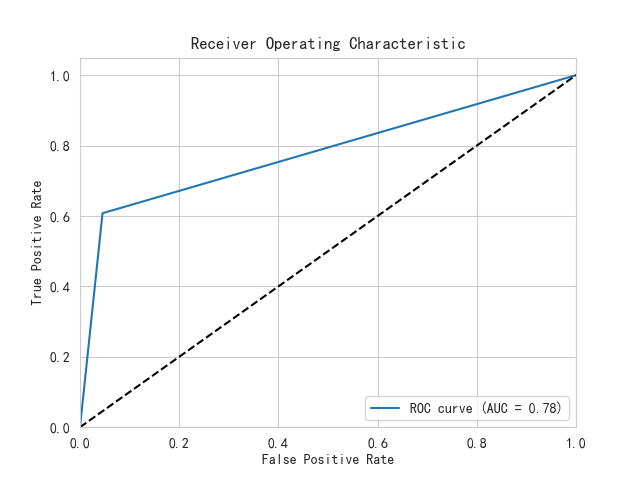 Receiver Operating Characteristic
1.0
0.8
0.6
0.4
0.2
0.0
True Positive Rate
ROC curve (AUC = 0.78)
0.0 0.2 0.4 0.6 0.8 1.0
False Positive Rate